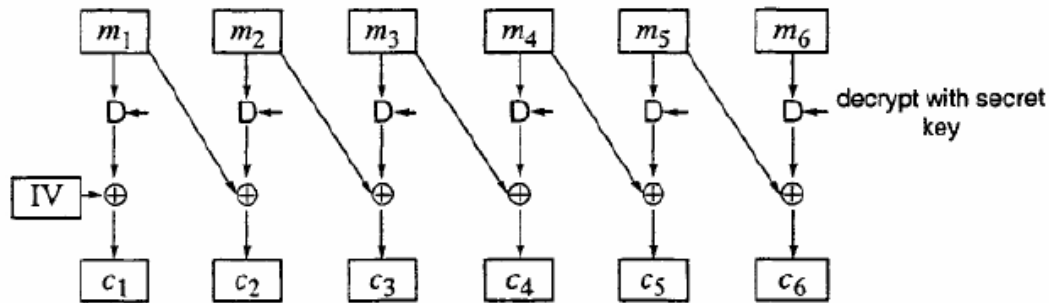 m₁ m₂ m₃ m₄ m₅ m₆
D D D D D D decrypt with secret
key
IV
c₁ c₂ c₃ c₄ c₅ c₆